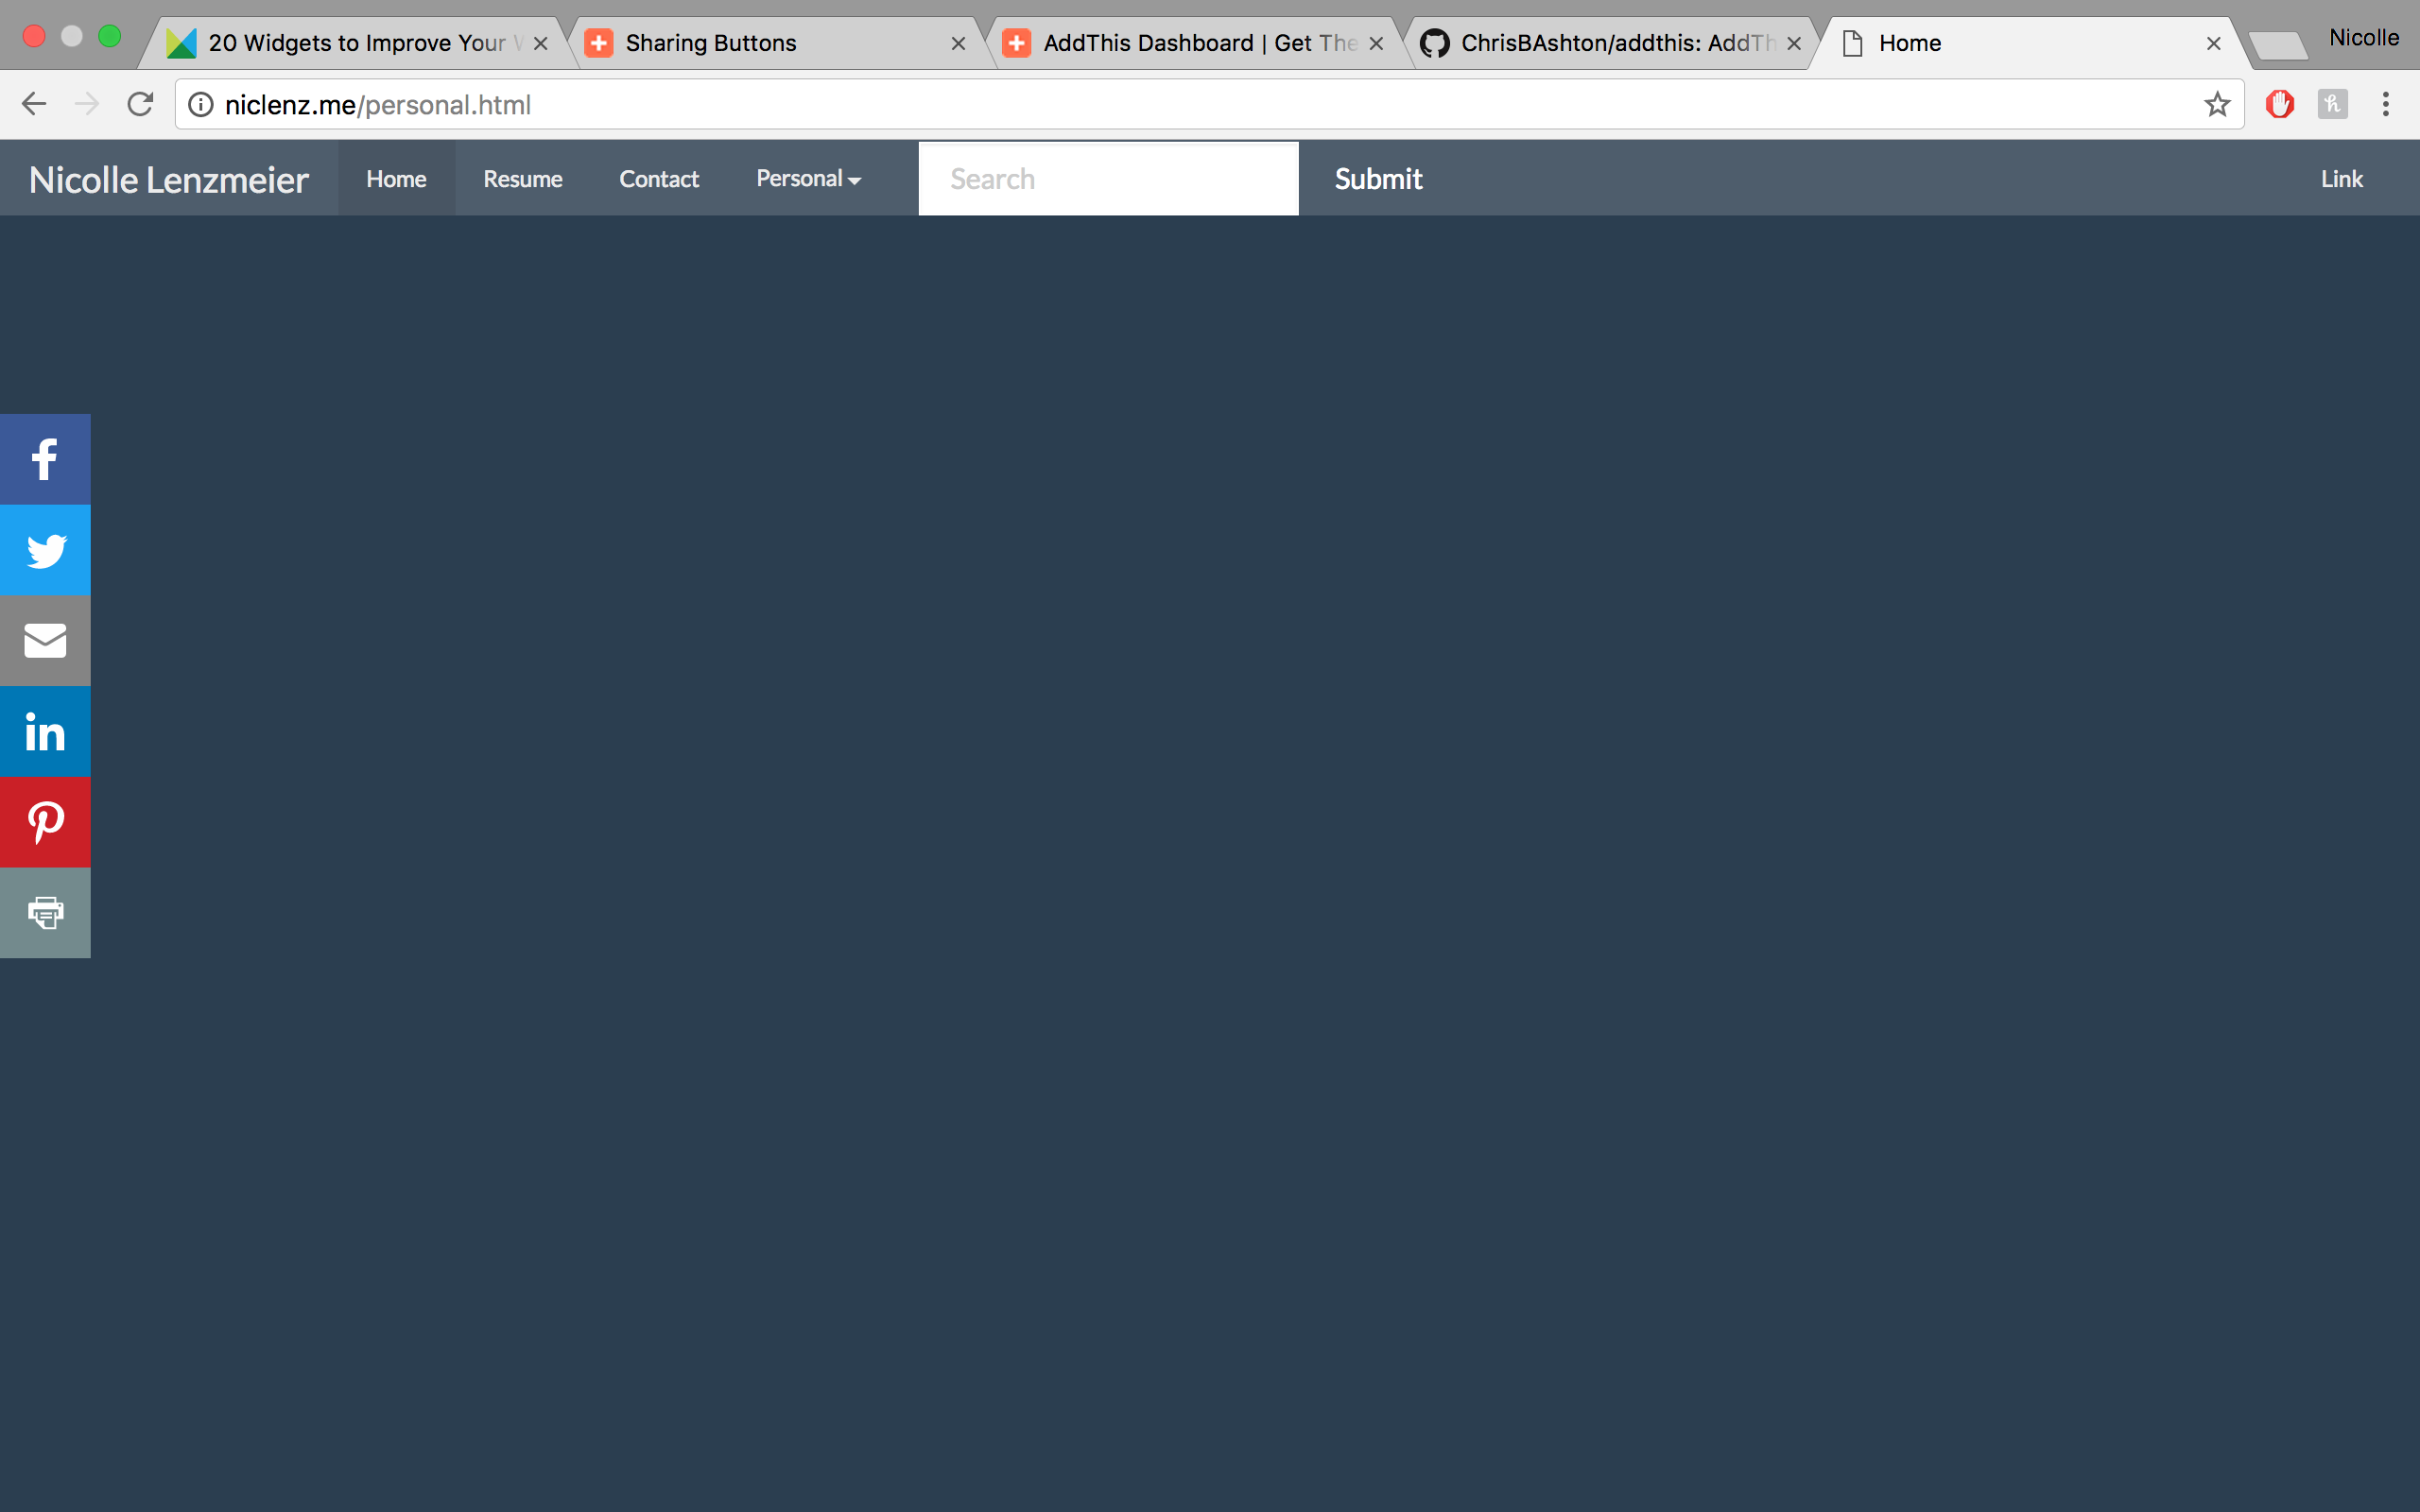 20 Widgets to Improve Your
Sharing Buttons
AddThis Dashboard | Get The
ChrisBAshton/addthis: AddTh
Home
Nicolle
niclenz.me/personal.html
Nicolle Lenzmeier
Home
Resume
Contact
Personal
Search
Submit
Link